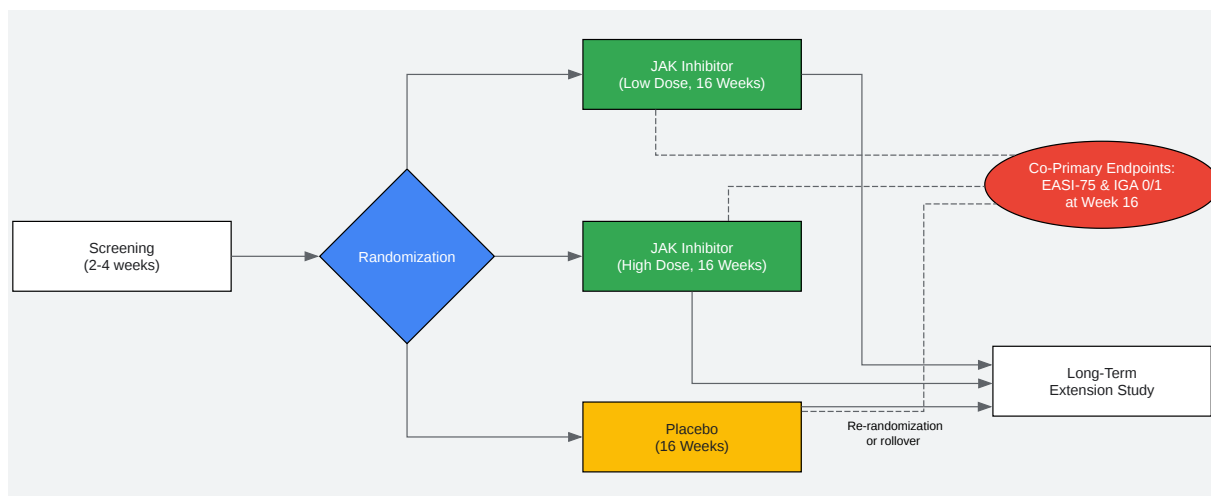 JAK Inhibitor
(Low Dose, 16 Weeks)
Co-Primary Endpoints:
EASI-75 & IGA 0/1
at Week 16
Screening
(2-4 weeks)
Randomization
JAK Inhibitor
(High Dose, 16 Weeks)
Long-Term
Extension Study
Placebo
(16 Weeks)
Re-randomization
or rollover